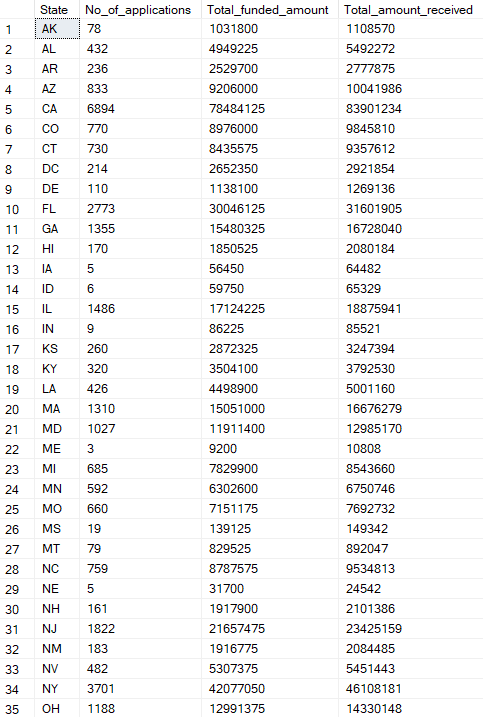 State No_of_applications Total_funded_amount Total_amount_received
1 AK 78 1031800 1108570
2 AL 432 4949225 5492272
3 AR 236 2529700 2777875
4 AZ 833 9206000 10041986
5 CA 6894 78484125 83901234
6 CO 770 8976000 9845810
7 CT 730 8435575 9357612
8 DC 214 2652350 2921854
9 DE 110 1138100 1269136
10 FL 2773 30046125 31601905
11 GA 1355 15480325 16728040
12 HI 170 1850525 2080184
13 IA 5 56450 64482
14 ID 6 59750 65329
15 IL 1486 17124225 18875941
16 IN 9 86225 85521
17 KS 260 2872325 3247394
18 KY 320 3504100 3792530
19 LA 426 4498900 5001160
20 MA 1310 15051000 16676279
21 MD 1027 11911400 12985170
22 ME 3 9200 10808
23 MI 685 7829900 8543660
24 MN 592 6302600 6750746
25 MO 660 7151175 7692732
26 MS 19 139125 149342
27 MT 79 829525 892047
28 NC 759 8787575 9534813
29 NE 5 31700 24542
30 NH 161 1917900 2101386
31 NJ 1822 21657475 23425159
32 NM 183 1916775 2084485
33 NV 482 5307375 5451443
34 NY 3701 42077050 46108181
35 OH 1188 12991375 14330148